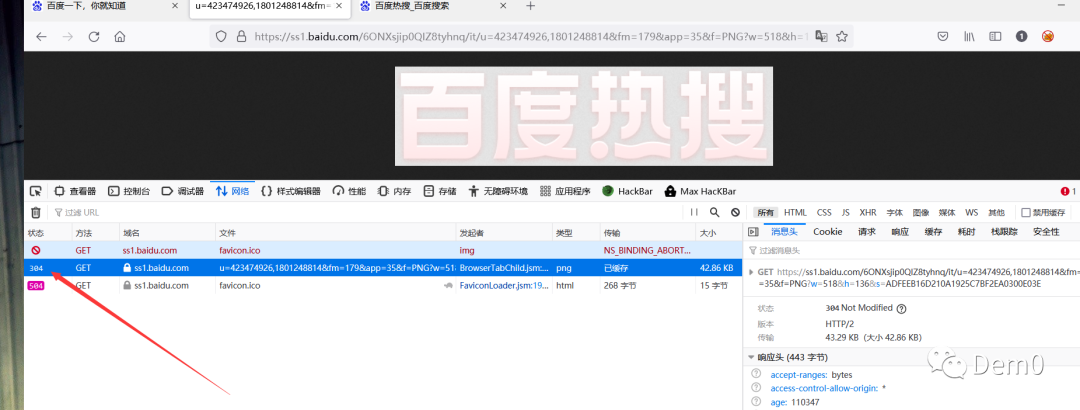 百度一下，你就知道
u=423474926,1801248814&fm=179&app=35&f=
百度热搜_百度搜索
https://ss1.baidu.com/6ONXsjip0QIZ8tyhnq/it/u=423474926,1801248814&fm=179&app=35&f=PNG?w=518&h=1
百度热搜
查看器 控制台 调试器 网络 样式编辑器 性能 内存 存储 无障碍环境 应用程序 HackBar Max HacKBar 1
过滤 URL
所有 HTML CSS JS XHR 字体 图像 媒体 WS 其他 禁用缓存
状态 方法 域名 文件 发起者 类型 传输 大小
消息头 Cookie 请求 响应 缓存 耗时 栈跟踪 安全性
GET ss1.baidu.com favicon.ico img NS_BINDING_ABORT...
过滤消息头
304 GET ss1.baidu.com u=423474926,1801248814&fm=179&app=35&f=PNG?w=51 BrowserTabChild.jsm:... png 已缓存 42.86 KB
504 GET ss1.baidu.com favicon.ico FaviconLoader.jsm:19... html 268 字节 15 字节
GET https://ss1.baidu.com/6ONXsjip0QIZ8tyhnq/it/u=423474926,1801248814&fm=179&app
=35&f=PNG?w=518&h=136&s=ADFEEB16D210A1925C7BF2EA0300E03E
状态 304 Not Modified
版本 HTTP/2
传输 43.29 KB（大小 42.86 KB）
响应头 (443 字节)
accept-ranges: bytes
access-control-allow-origin: *
age: 110347
Dem0